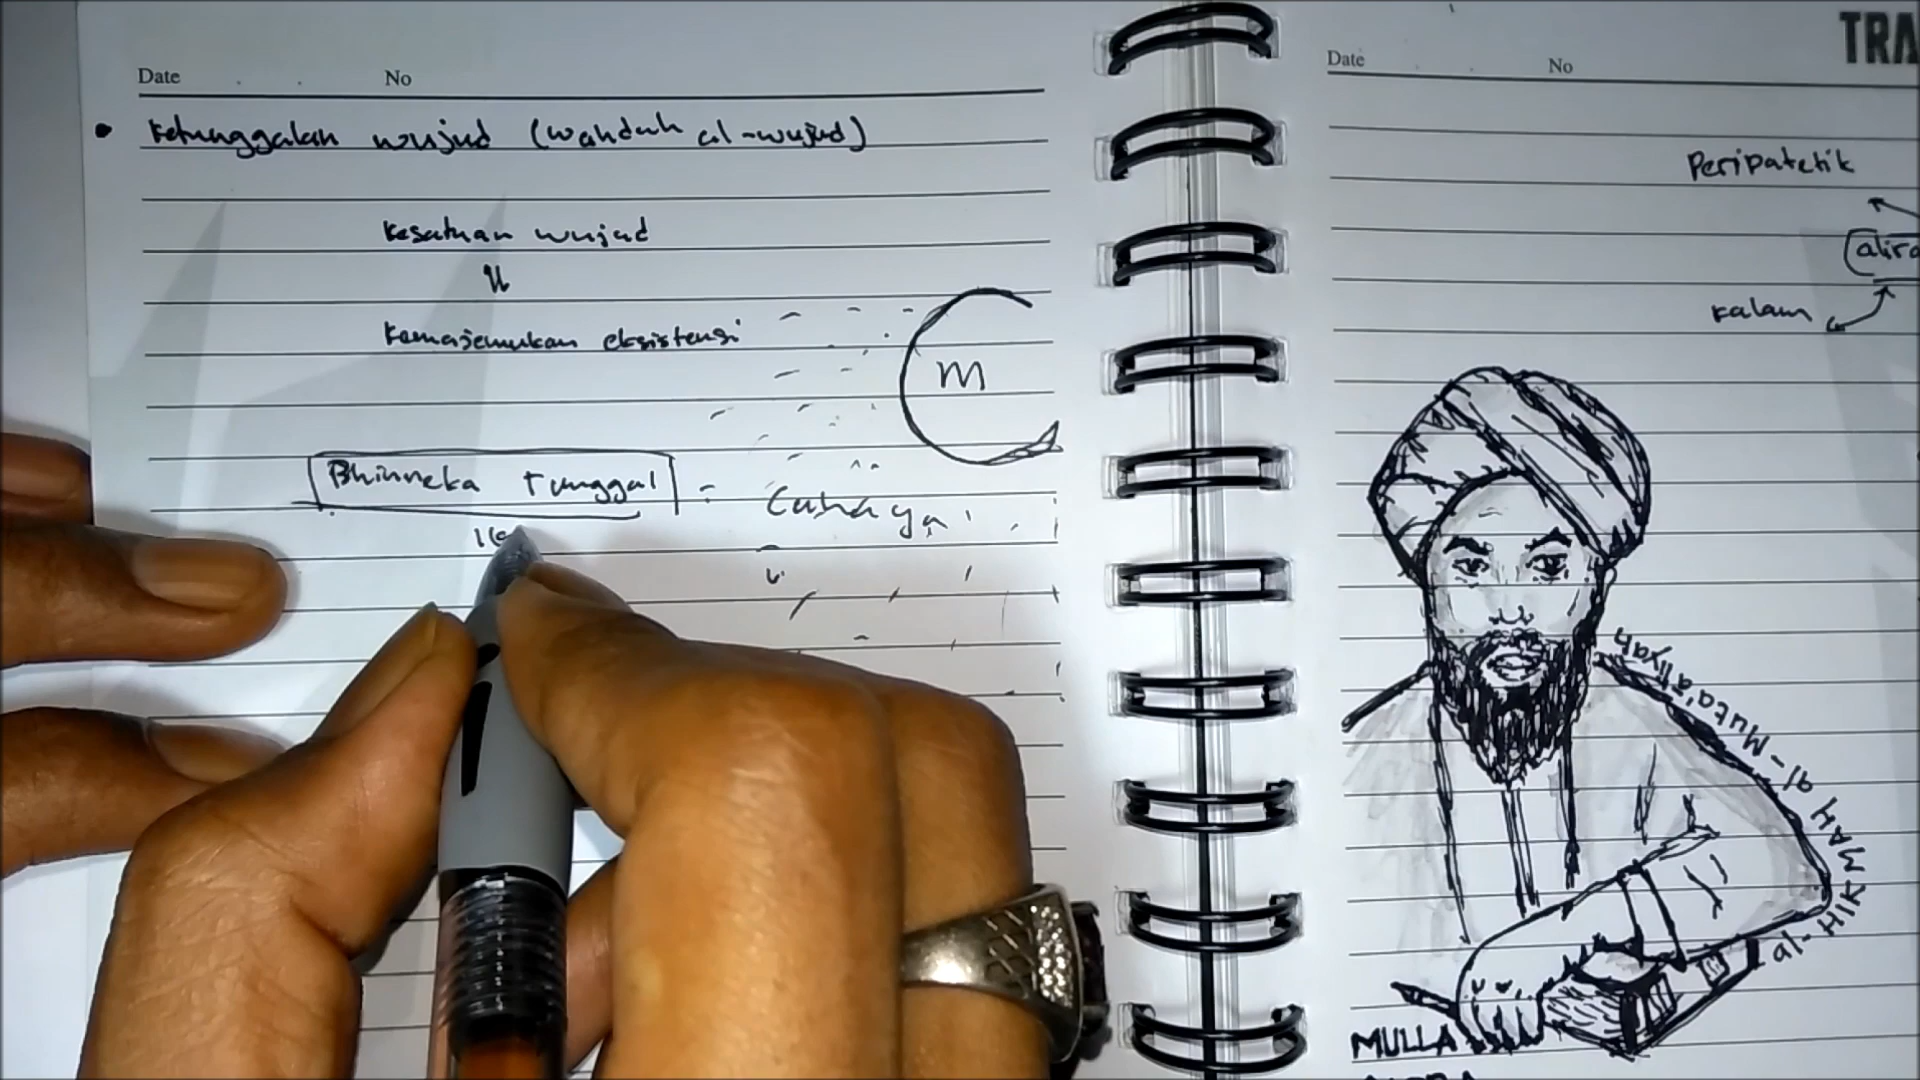 Date No
• Ketunggalan wujud (wahdah al-wujud)
Kesatuan wujud
Kemajemukan eksistensi
M
Bhinneka Tunggal =
Cahaya
Date No
TRA
Peripatetik
alira
Kalam
al-HIKMAH al-Muta'aliyah
MULLA